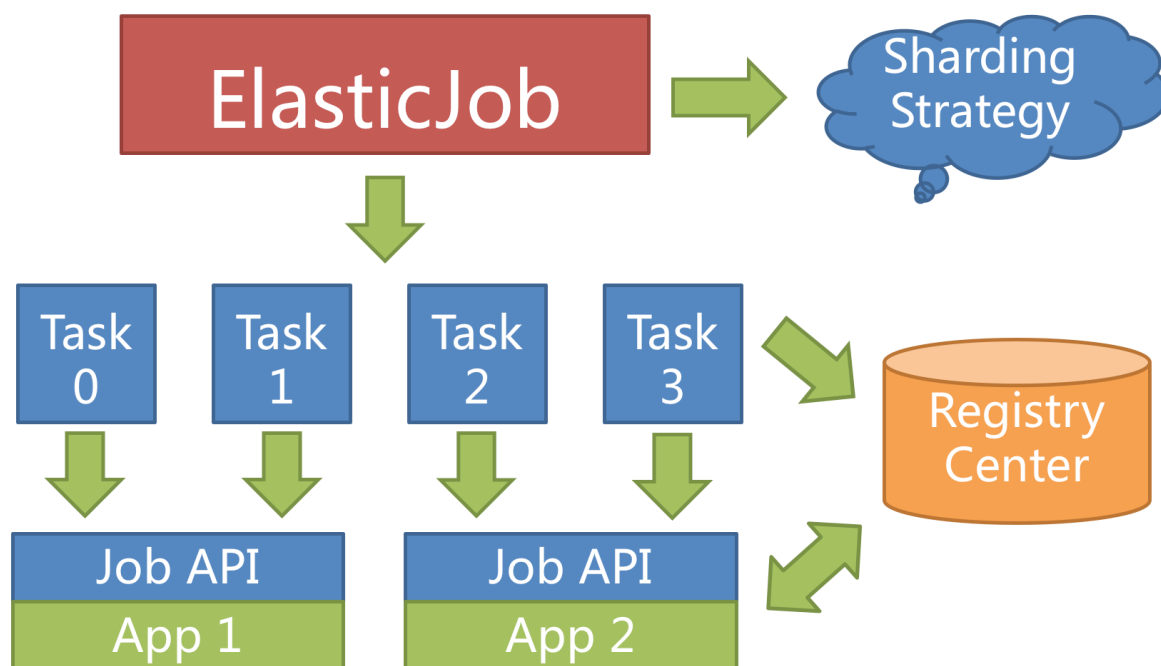 ElasticJob
Sharding
Strategy
Task
0
Task
1
Task
2
Task
3
Registry
Center
Job API
Job API
App 1
App 2